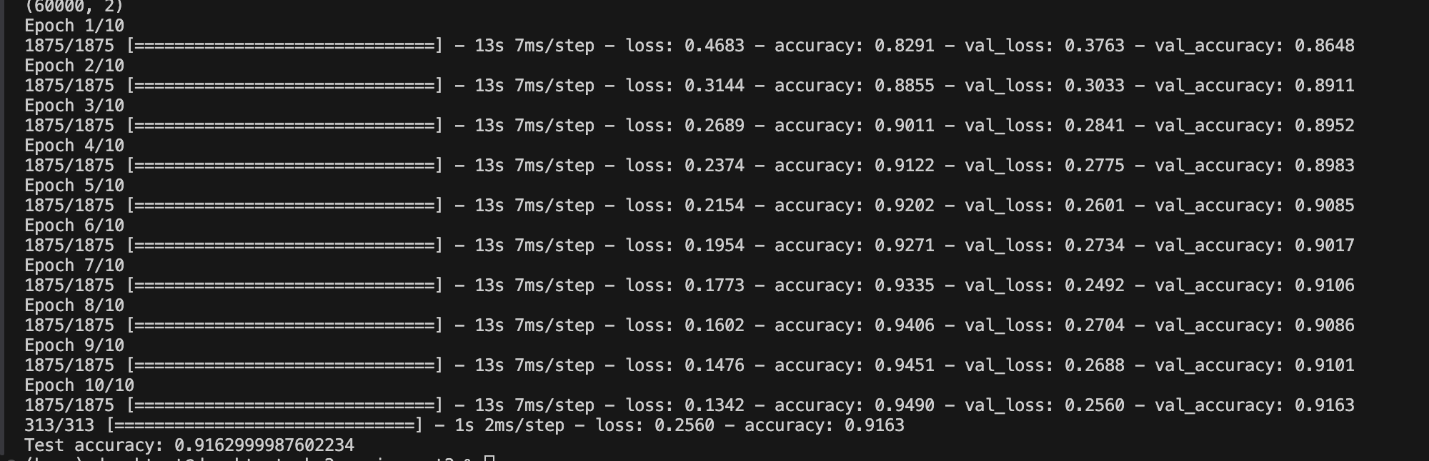 (60000, 2)
Epoch 1/10
1875/1875 [==============================] - 13s 7ms/step - loss: 0.4683 - accuracy: 0.8291 - val_loss: 0.3763 - val_accuracy: 0.8648
Epoch 2/10
1875/1875 [==============================] - 13s 7ms/step - loss: 0.3144 - accuracy: 0.8855 - val_loss: 0.3033 - val_accuracy: 0.8911
Epoch 3/10
1875/1875 [==============================] - 13s 7ms/step - loss: 0.2689 - accuracy: 0.9011 - val_loss: 0.2841 - val_accuracy: 0.8952
Epoch 4/10
1875/1875 [==============================] - 13s 7ms/step - loss: 0.2374 - accuracy: 0.9122 - val_loss: 0.2775 - val_accuracy: 0.8983
Epoch 5/10
1875/1875 [==============================] - 13s 7ms/step - loss: 0.2154 - accuracy: 0.9202 - val_loss: 0.2601 - val_accuracy: 0.9085
Epoch 6/10
1875/1875 [==============================] - 13s 7ms/step - loss: 0.1954 - accuracy: 0.9271 - val_loss: 0.2734 - val_accuracy: 0.9017
Epoch 7/10
1875/1875 [==============================] - 13s 7ms/step - loss: 0.1773 - accuracy: 0.9335 - val_loss: 0.2492 - val_accuracy: 0.9106
Epoch 8/10
1875/1875 [==============================] - 13s 7ms/step - loss: 0.1602 - accuracy: 0.9406 - val_loss: 0.2704 - val_accuracy: 0.9086
Epoch 9/10
1875/1875 [==============================] - 13s 7ms/step - loss: 0.1476 - accuracy: 0.9451 - val_loss: 0.2688 - val_accuracy: 0.9101
Epoch 10/10
1875/1875 [==============================] - 13s 7ms/step - loss: 0.1342 - accuracy: 0.9490 - val_loss: 0.2560 - val_accuracy: 0.9163
313/313 [==============================] - 1s 2ms/step - loss: 0.2560 - accuracy: 0.9163
Test accuracy: 0.9162999987602234